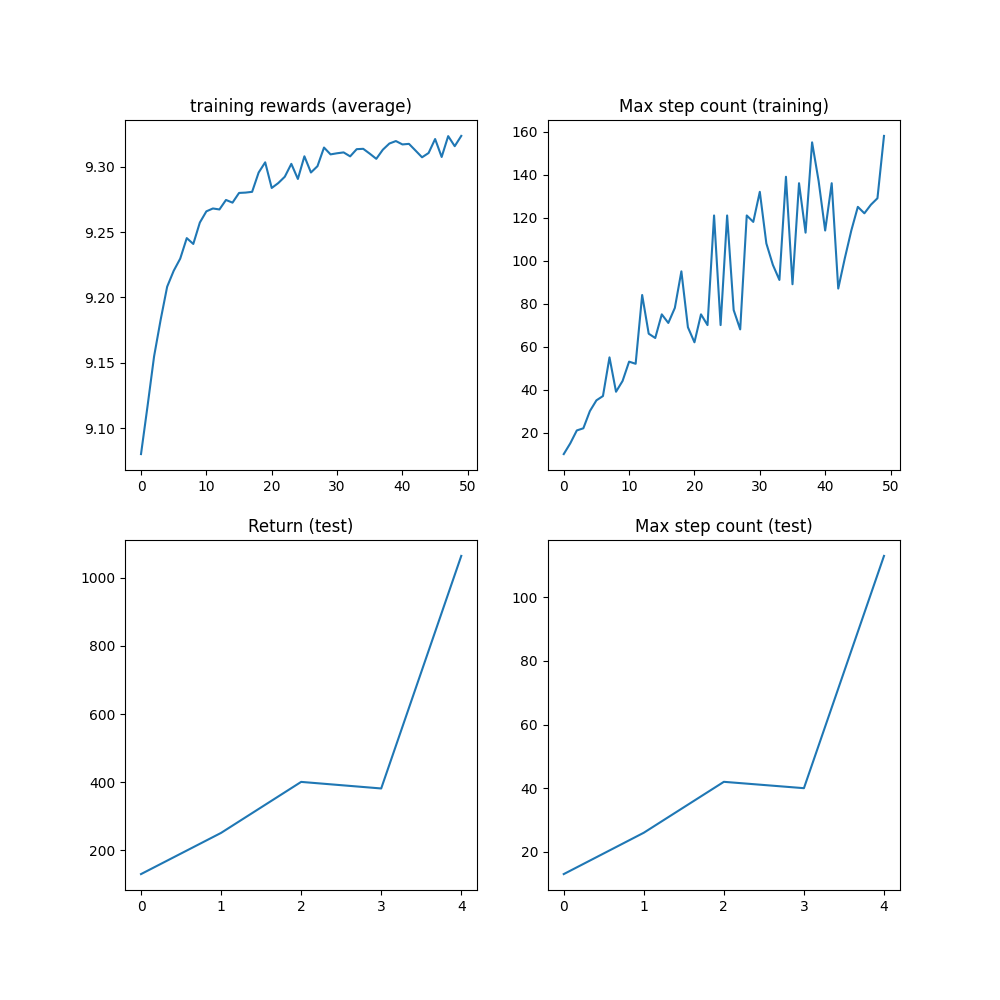 training rewards (average)
9.30
9.25
9.20
9.15
9.10
0 10 20 30 40 50
Max step count (training)
160
140
120
100
80
60
40
20
0 10 20 30 40 50
Return (test)
1000
800
600
400
200
0 1 2 3 4
Max step count (test)
100
80
60
40
20
0 1 2 3 4